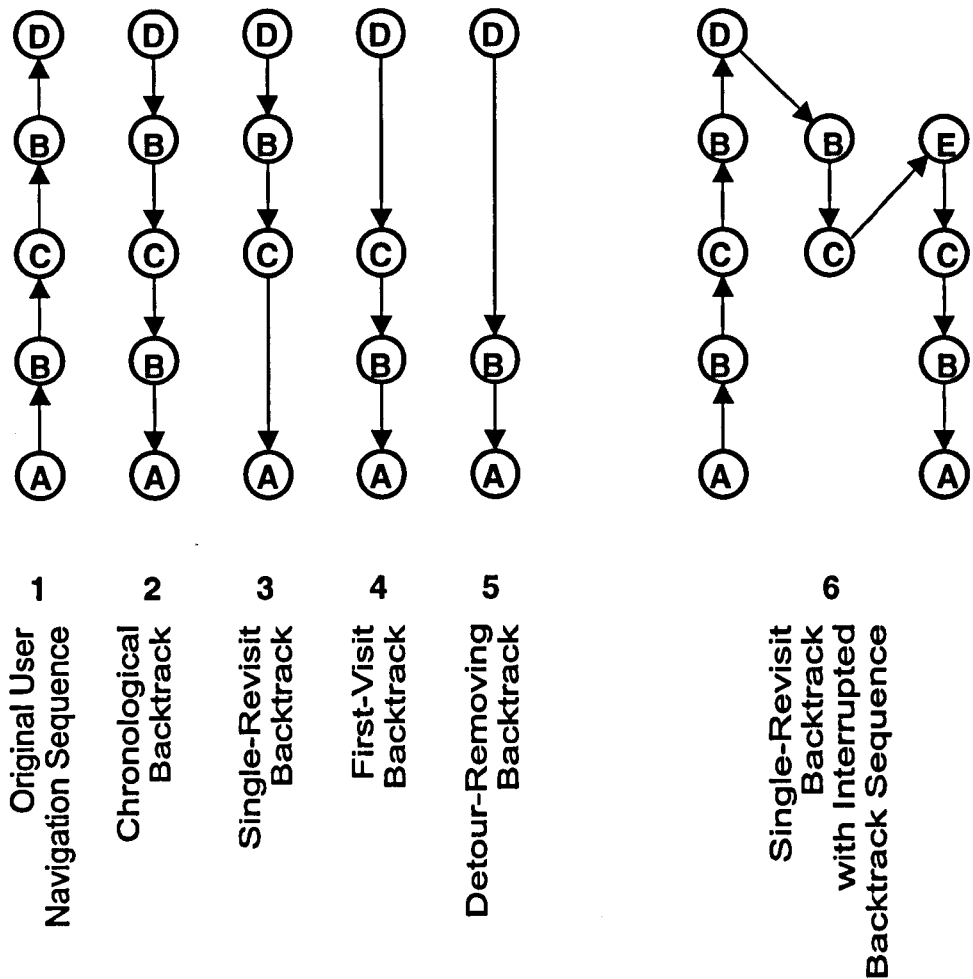 D D D D D D
B B B B E
C C C C C C
B B B B B B
A A A A A A A
1 2 3 4 5 6
Original User
Navigation Sequence
Chronological
Backtrack
Single-Revisit
Backtrack
First-Visit
Backtrack
Detour-Removing
Backtrack
Single-Revisit
Backtrack
with Interrupted
Backtrack Sequence